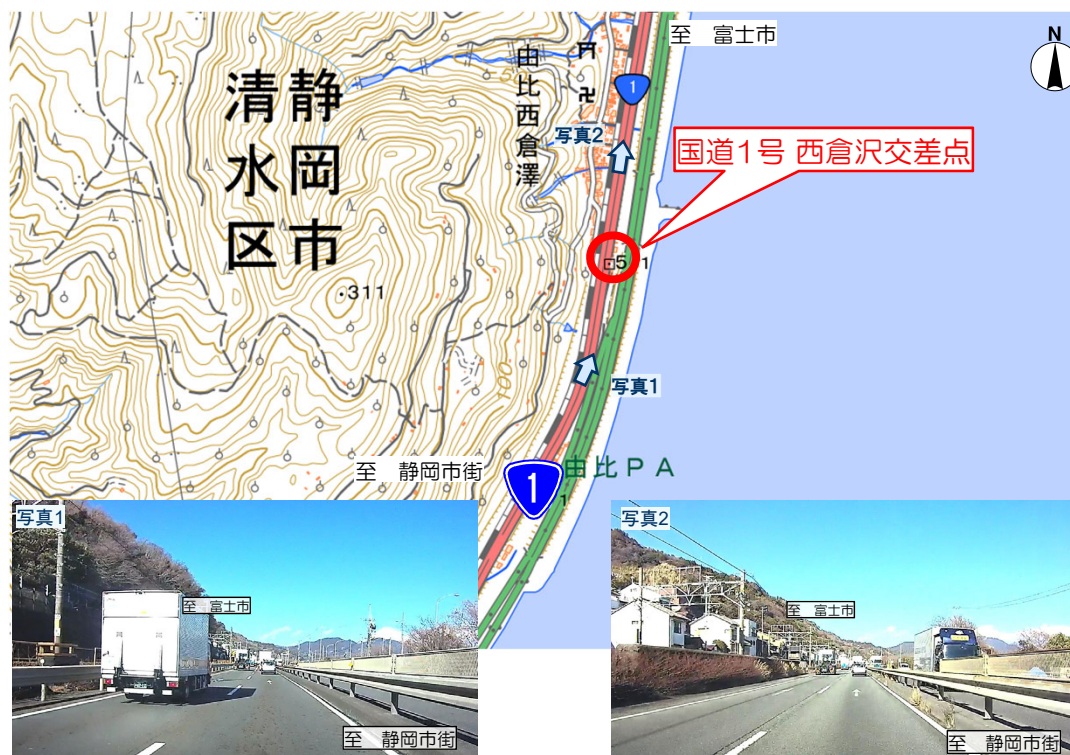 至 富士市
N
静岡市
清水区
由比西倉澤
1
写真2
国道1号 西倉沢交差点
5
1
・311
100
写真1
至 静岡市街
由比PA
1
1
写真1
至 富士市
至 静岡市街
写真2
至 富士市
至 静岡市街